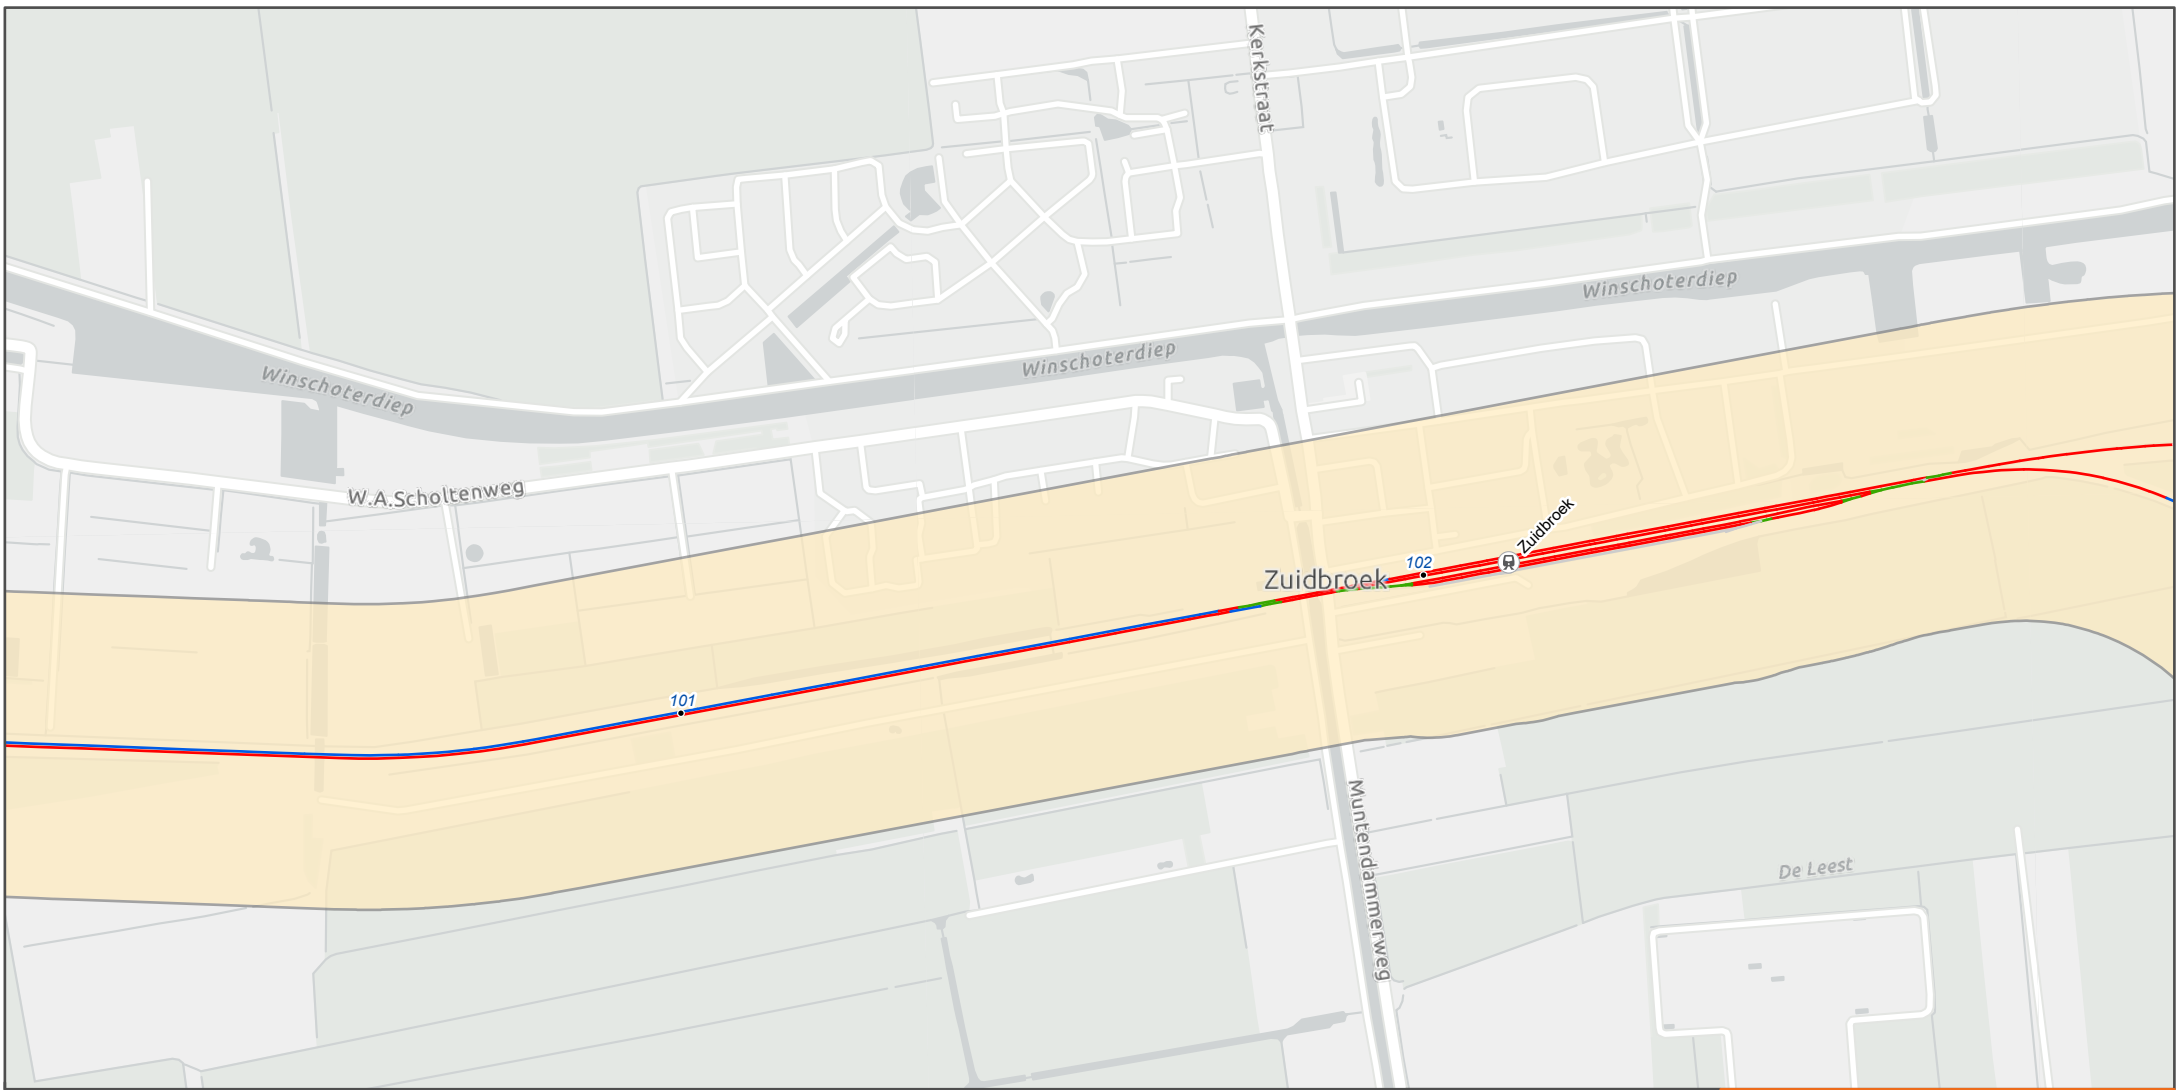 Kerkstraat
Winschoterdiep
Winschoterdiep
Winschoterdiep
W.A.Scholtenweg
Zuidbroek
102
Zuidbroek
101
Muntendammerweg
De Leest